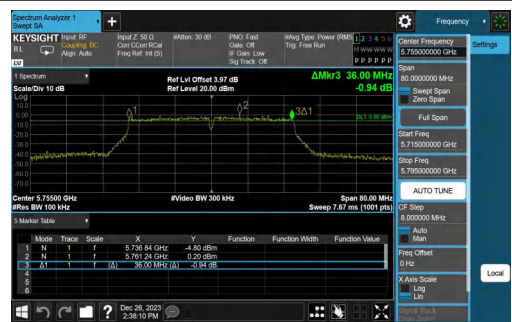 Spectrum Analyzer 1
Swept SA
+
Frequency
KEYSIGHT Input: RF
R L Coupling: DC
Align: Auto
Input Z: 50 Ω
Corr CCorr RCal
Freq Ref: Int (S)
#Atten: 30 dB
PNO: Fast
Gate: Off
IF Gain: Low
Sig Track: Off
#Avg Type: Power (RMS)
Trig: Free Run
1 2 3 4 5 6
M W W W W W
P P P P P P
LV
Center Frequency
5.755000000 GHz
Settings
1 Spectrum
Scale/Div 10 dB
Log
Ref Lvl Offset 3.97 dB
Ref Level 20.00 dBm
ΔMkr3 36.00 MHz
-0.94 dB
Span
80.0000000 MHz
Swept Span
Zero Span
10.0
0.00
-10.0
-20.0
-30.0
-40.0
-50.0
-60.0
-70.0
1
2
3Δ1
Full Span
Start Freq
5.715000000 GHz
Stop Freq
5.795000000 GHz
AUTO TUNE
Center 5.75500 GHz
#Res BW 100 kHz
#Video BW 300 kHz
Span 80.00 MHz
Sweep 7.67 ms (1001 pts)
CF Step
8.000000 MHz
Auto
Man
5 Marker Table
Mode Trace Scale X Y Function Function Width Function Value
1 N 1 f 5.736 84 GHz -4.80 dBm
2 N 1 f 5.761 24 GHz 0.20 dBm
3 Δ1 1 f (Δ) 36.00 MHz (Δ) -0.94 dB
4
5
6
Freq Offset
0 Hz
X Axis Scale
Log
Lin
Local
Signal Track
? Dec 26, 2023
2:38:10 PM